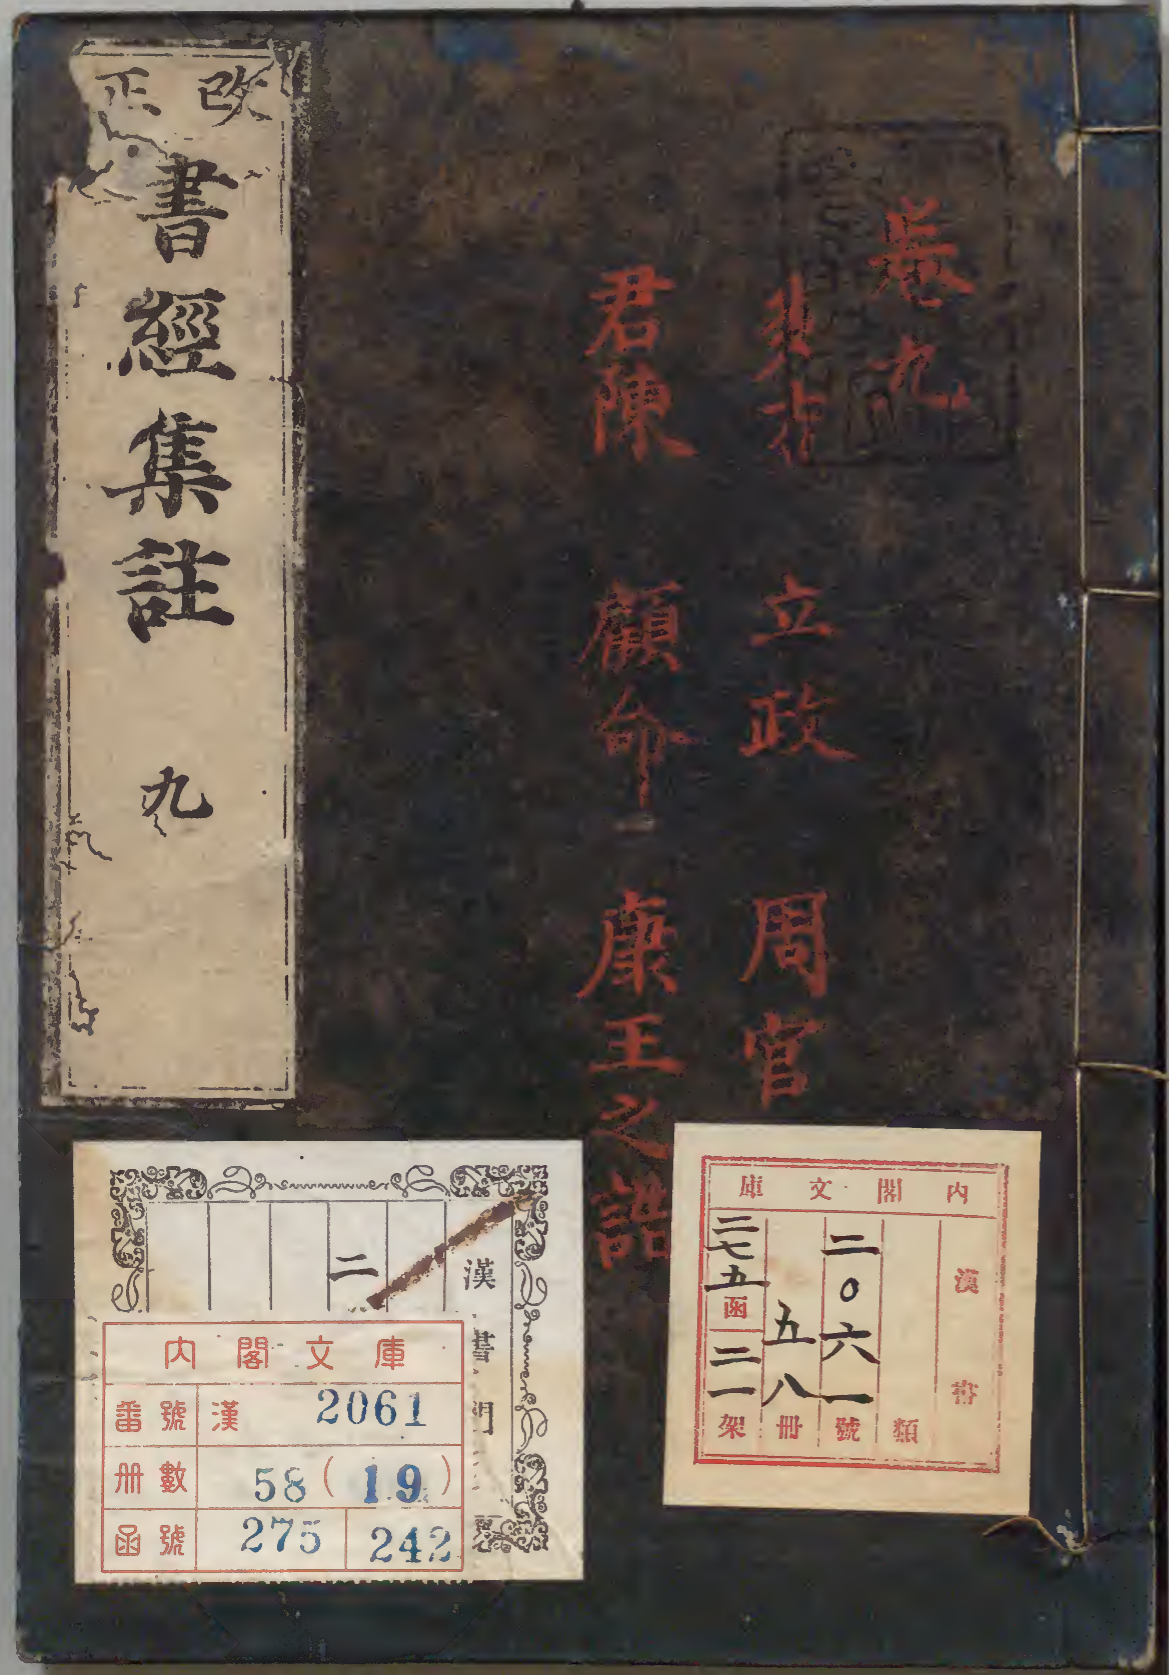 改正
書經集註 九
卷九
立政 周官
君陳 顧命 康王之誥
漢書門
二
內閣文庫
番號 漢 2061
冊數 58(19)
函號 275 242
內閣文庫
漢書
類
二〇六一號
五八冊
二七五函
二一架